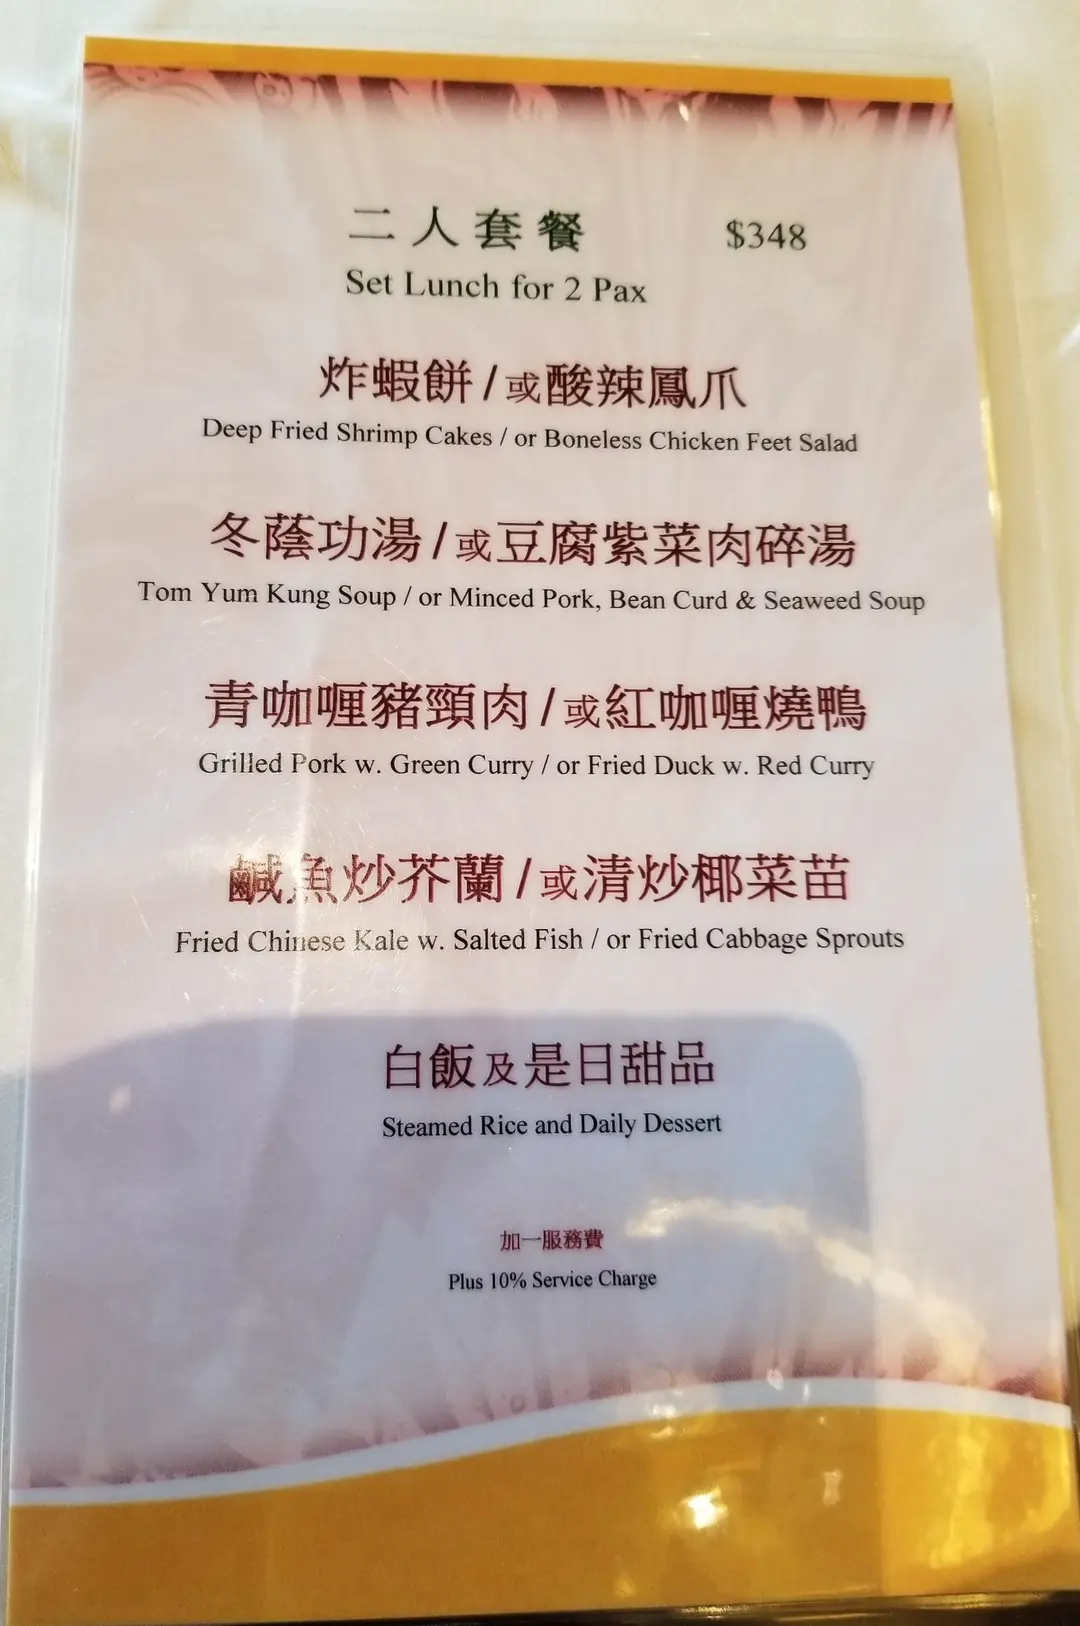 二人套餐 $348
Set Lunch for 2 Pax
炸蝦餅 / 或酸辣鳳爪
Deep Fried Shrimp Cakes / or Boneless Chicken Feet Salad
冬蔭功湯 / 或豆腐紫菜肉碎湯
Tom Yum Kung Soup / or Minced Pork, Bean Curd & Seaweed Soup
青咖喱豬頸肉 / 或紅咖喱燒鴨
Grilled Pork w. Green Curry / or Fried Duck w. Red Curry
鹹魚炒芥蘭 / 或清炒椰菜苗
Fried Chinese Kale w. Salted Fish / or Fried Cabbage Sprouts
白飯及是日甜品
Steamed Rice and Daily Dessert
加一服務費
Plus 10% Service Charge